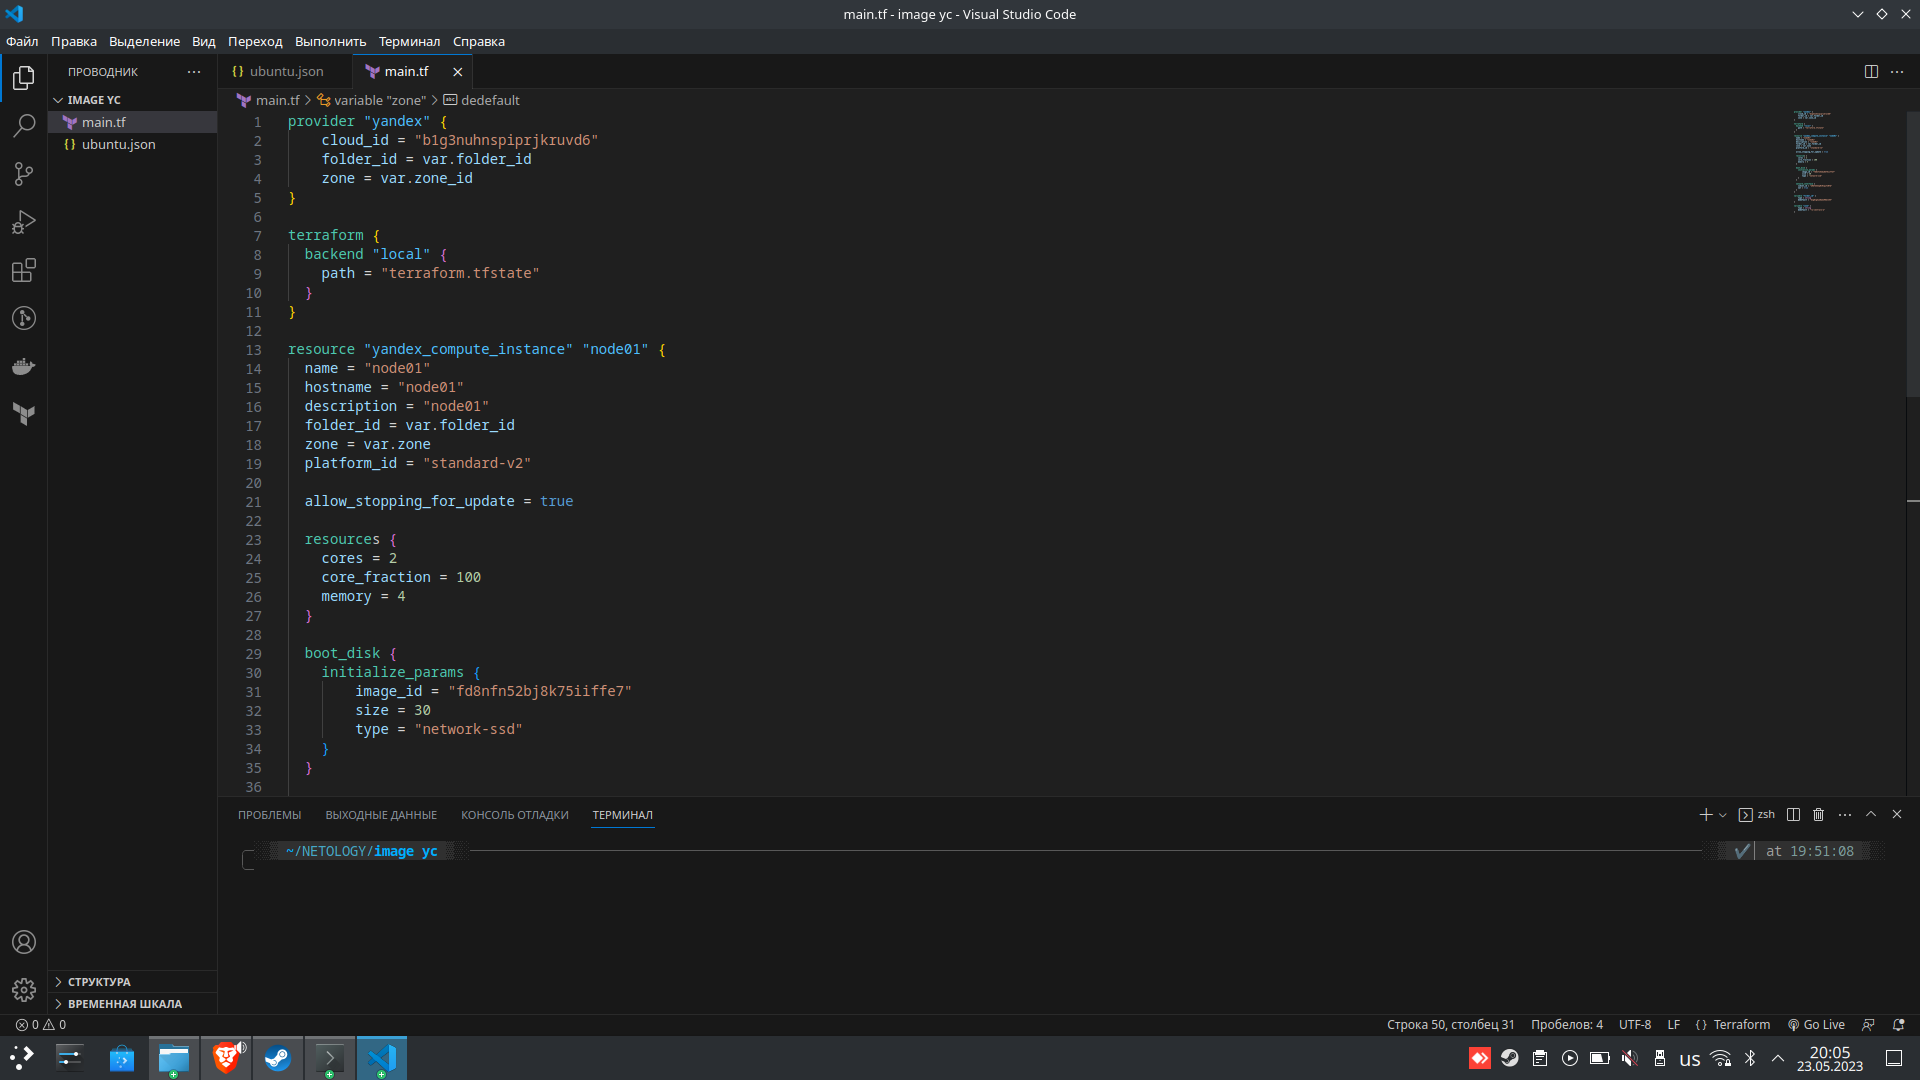 main.tf - image yc - Visual Studio Code
Файл Правка Выделение Вид Переход Выполнить Терминал Справка
ПРОВОДНИК
ubuntu.json
main.tf
IMAGE YC
main.tf
ubuntu.json
main.tf > variable "zone" > dedefault
1 provider "yandex" {
2 cloud_id = "b1g3nuhnspiprjkruvd6"
3 folder_id = var.folder_id
4 zone = var.zone_id
5 }
6
7 terraform {
8 backend "local" {
9 path = "terraform.tfstate"
10 }
11 }
12
13 resource "yandex_compute_instance" "node01" {
14 name = "node01"
15 hostname = "node01"
16 description = "node01"
17 folder_id = var.folder_id
18 zone = var.zone
19 platform_id = "standard-v2"
20
21 allow_stopping_for_update = true
22
23 resources {
24 cores = 2
25 core_fraction = 100
26 memory = 4
27 }
28
29 boot_disk {
30 initialize_params {
31 image_id = "fd8nfn52bj8k75iiffe7"
32 size = 30
33 type = "network-ssd"
34 }
35 }
36
ПРОБЛЕМЫ ВЫХОДНЫЕ ДАННЫЕ КОНСОЛЬ ОТЛАДКИ ТЕРМИНАЛ
zsh
~/NETOLOGY/image yc
at 19:51:08
СТРУКТУРА
ВРЕМЕННАЯ ШКАЛА
0 0
Строка 50, столбец 31 Пробелов: 4 UTF-8 LF {} Terraform Go Live
us
20:05
23.05.2023